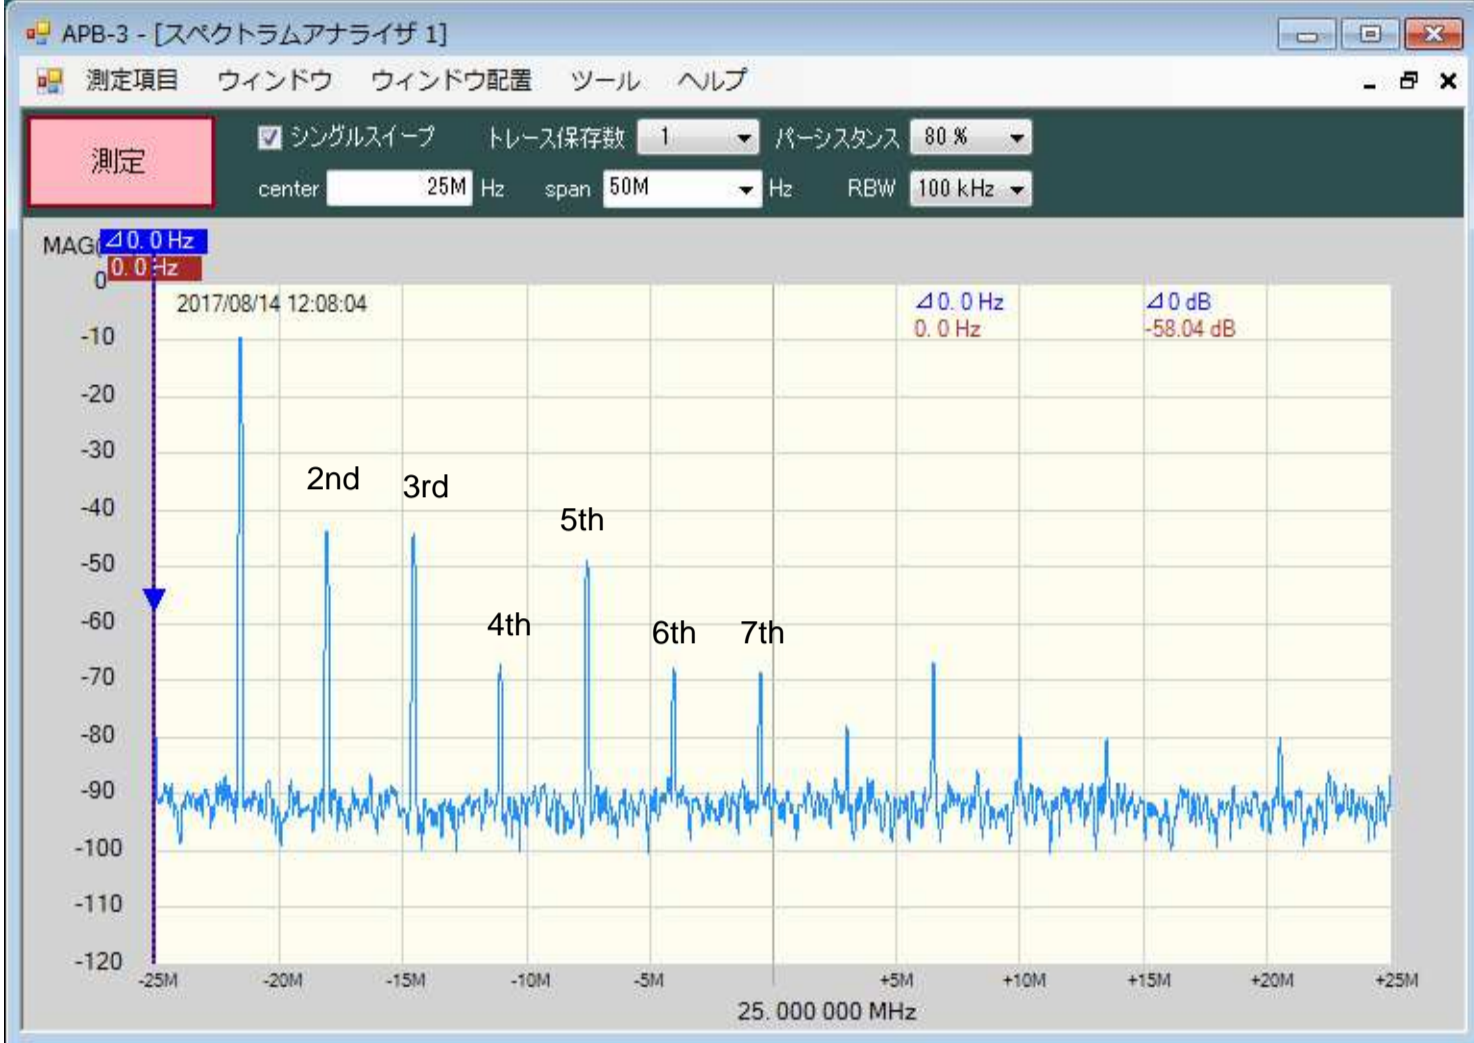 APB-3 - [スペクトラムアナライザ 1]
測定項目 ウィンドウ ウィンドウ配置 ツール ヘルプ
測定
シングルスイープ トレース保存数 1 パーシスタンス 80 %
center 25M Hz span 50M Hz RBW 100 kHz
MAG( ⊿0. 0 Hz
0. 0 Hz
0
2017/08/14 12:08:04 ⊿0. 0 Hz ⊿0 dB
0. 0 Hz -58.04 dB
-10
-20
-30
2nd 3rd
-40
5th
-50
-60
4th 6th 7th
-70
-80
-90
-100
-110
-120
-25M -20M -15M -10M -5M +5M +10M +15M +20M +25M
25. 000 000 MHz